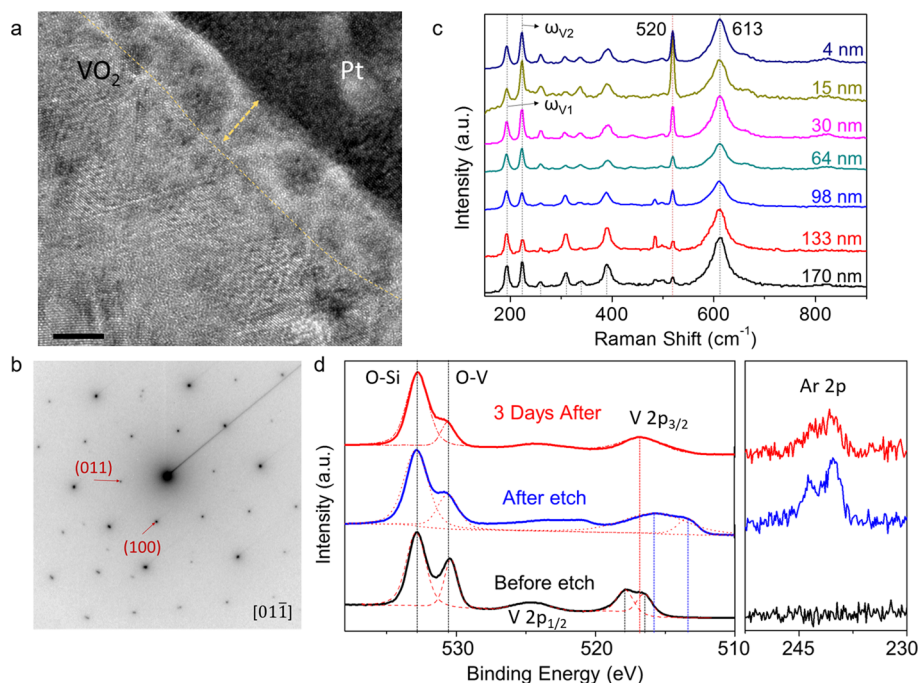 a
VO₂
Pt
b
(011)
(100)
[011̄]
c
ω_V2
520
613
4 nm
15 nm
ω_V1
30 nm
64 nm
98 nm
133 nm
170 nm
Intensity (a.u.)
200 400 600 800
Raman Shift (cm⁻¹)
d
O-Si
O-V
3 Days After
V 2p₃/₂
After etch
Before etch
V 2p₁/₂
Intensity (a.u.)
530 520 510
Ar 2p
245 230
Binding Energy (eV)